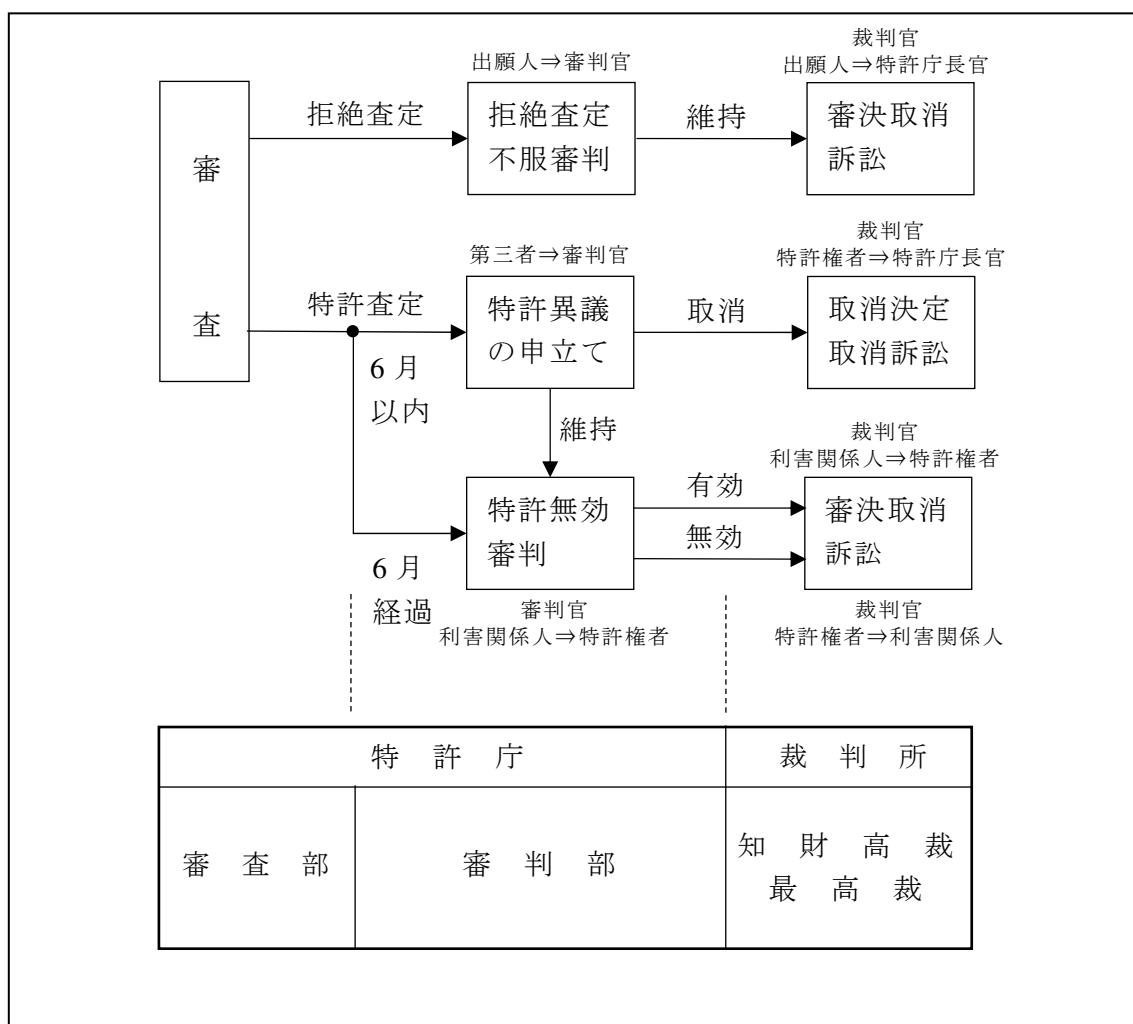 審
査
拒絶査定
出願人⇒審判官
拒絶査定
不服審判
維持
裁判官
出願人⇒特許庁長官
審決取消
訴訟
特許査定
6月
以内
第三者⇒審判官
特許異議
の申立て
取消
裁判官
特許権者⇒特許庁長官
取消決定
取消訴訟
維持
6月
経過
特許無効
審判
審判官
利害関係人⇒特許権者
有効
無効
裁判官
利害関係人⇒特許権者
審決取消
訴訟
裁判官
特許権者⇒利害関係人
特許庁
裁判所
審査部
審判部
知財高裁
最高裁